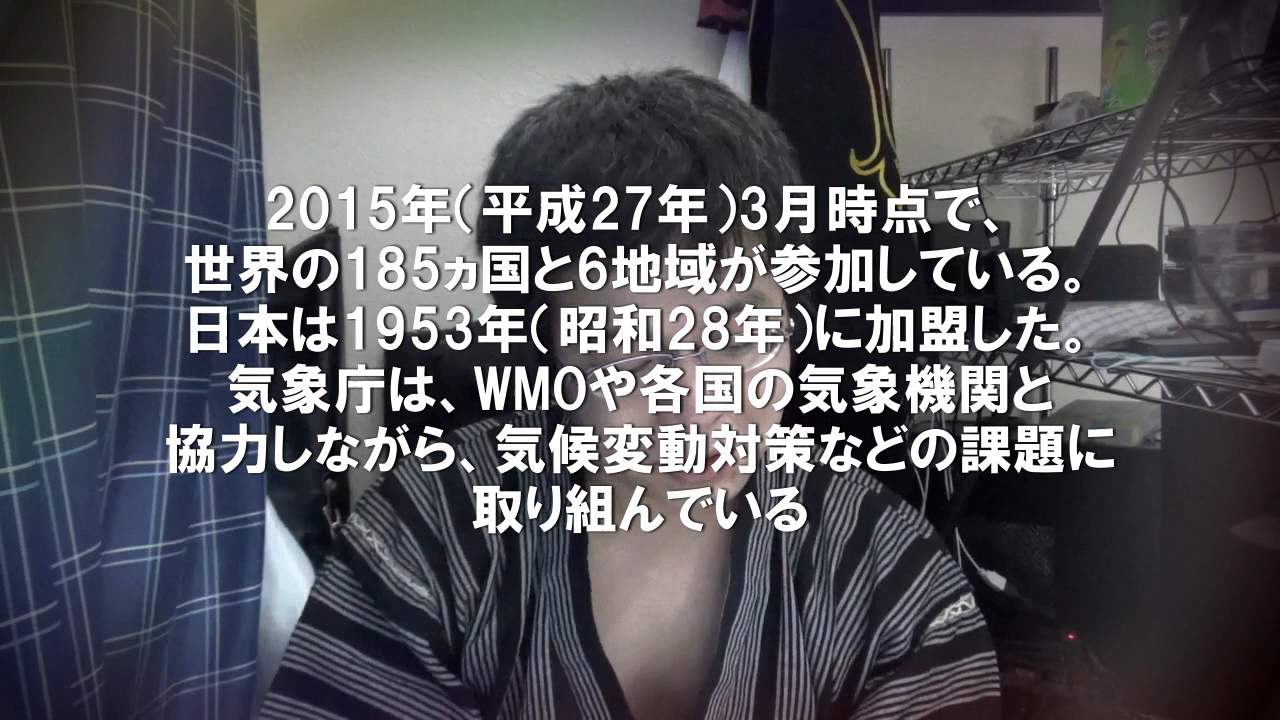 2015年(平成27年)3月時点で、
世界の185ヵ国と6地域が参加している。
日本は1953年(昭和28年)に加盟した。
気象庁は、WMOや各国の気象機関と
協力しながら、気候変動対策などの課題に
取り組んでいる